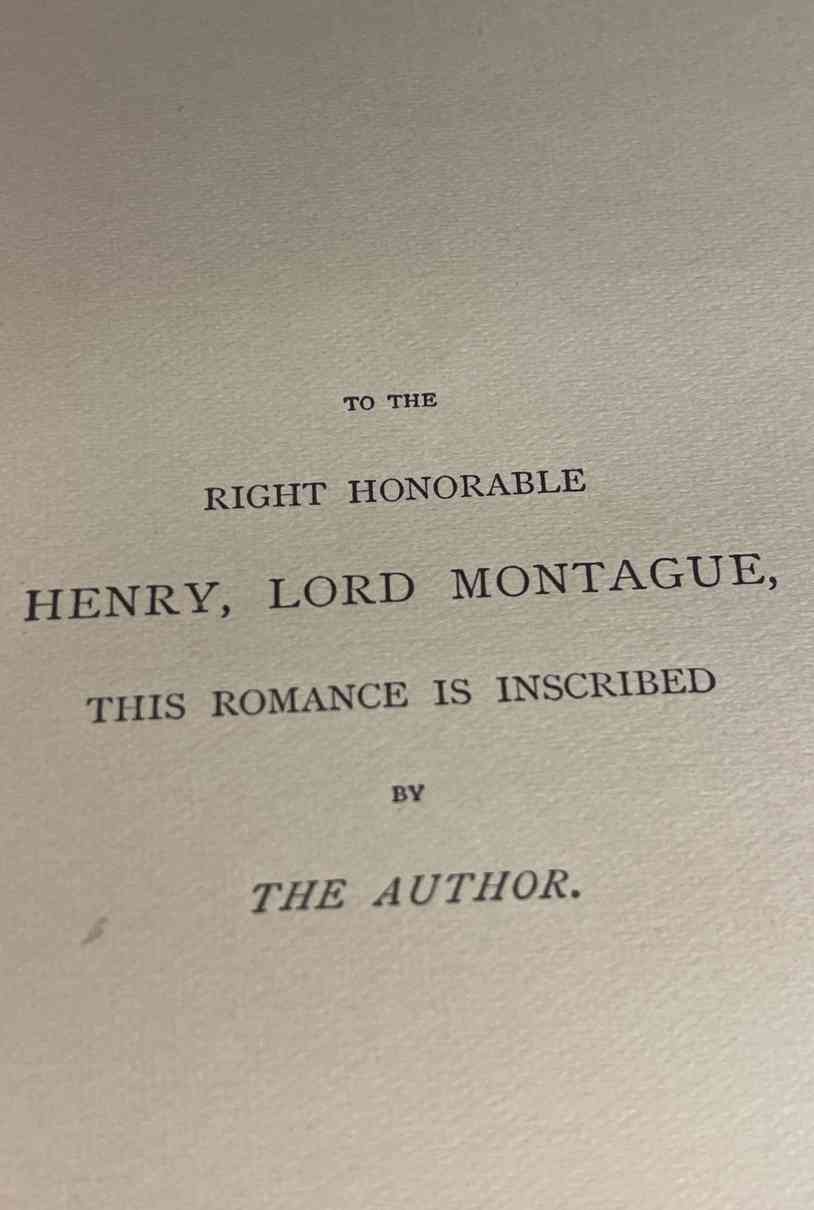 TO THE
RIGHT HONORABLE
HENRY, LORD MONTAGUE,
THIS ROMANCE IS INSCRIBED
BY
THE AUTHOR.